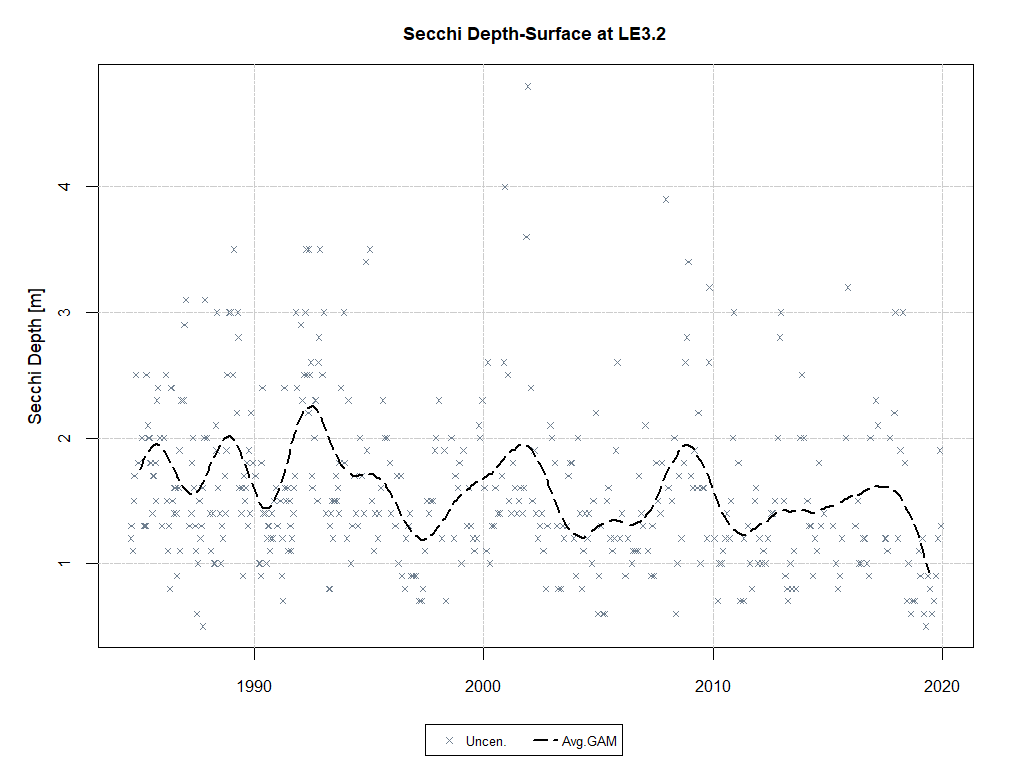 Secchi Depth-Surface at LE3.2
4
3
2
1
Secchi Depth [m]
1990 2000 2010 2020
Uncen. Avg.GAM